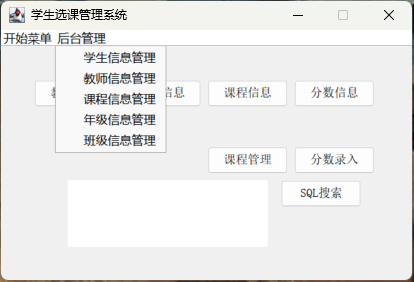 学生选课管理系统
开始菜单 后台管理
学生信息管理
教师信息管理
课程信息管理
年级信息管理
班级信息管理
信息 课程信息 分数信息
课程管理 分数录入
SQL搜索